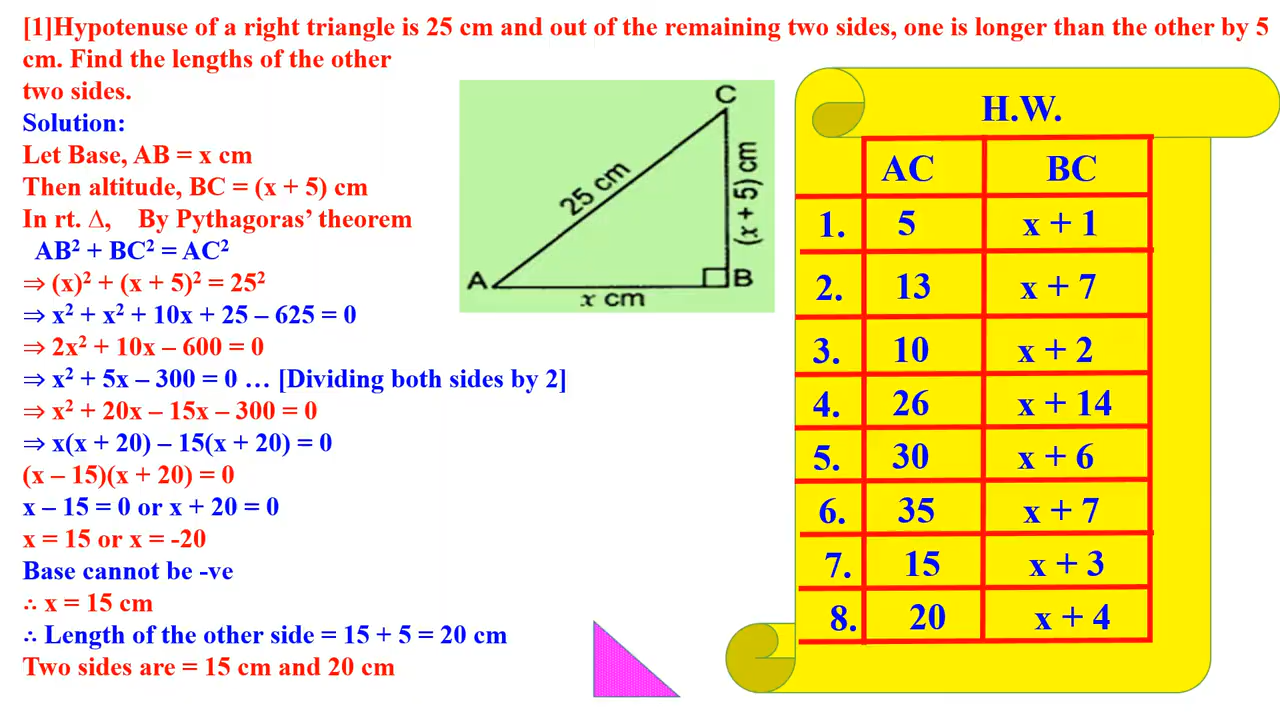 [1]Hypotenuse of a right triangle is 25 cm and out of the remaining two sides, one is longer than the other by 5
cm. Find the lengths of the other
two sides.
Solution:
Let Base, AB = x cm
Then altitude, BC = (x + 5) cm
In rt. ∆, By Pythagoras’ theorem
AB² + BC² = AC²
⇒ (x)² + (x + 5)² = 25²
⇒ x² + x² + 10x + 25 – 625 = 0
⇒ 2x² + 10x – 600 = 0
⇒ x² + 5x – 300 = 0 … [Dividing both sides by 2]
⇒ x² + 20x – 15x – 300 = 0
⇒ x(x + 20) – 15(x + 20) = 0
(x – 15)(x + 20) = 0
x – 15 = 0 or x + 20 = 0
x = 15 or x = -20
Base cannot be -ve
∴ x = 15 cm
∴ Length of the other side = 15 + 5 = 20 cm
Two sides are = 15 cm and 20 cm
C
25 cm
(x + 5) cm
A
B
x cm
H.W.
AC BC
1. 5 x + 1
2. 13 x + 7
3. 10 x + 2
4. 26 x + 14
5. 30 x + 6
6. 35 x + 7
7. 15 x + 3
8. 20 x + 4